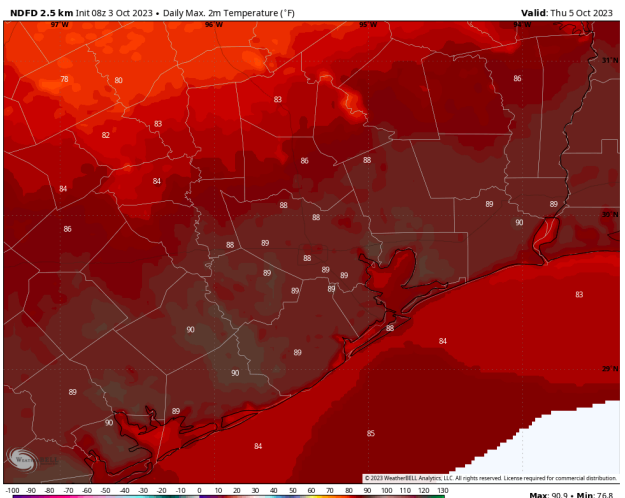 NDFD 2.5 km Init 08z 3 Oct 2023 • Daily Max. 2m Temperature (°F)
Valid: Thu 5 Oct 2023
97°W 96°W 95°W 94°W
31°N
78 80 86
83
82 83
86 88
84 84
88 89 89
88 90 30°N
86
88 89 88
89 89 89
89 89 83
90 88
84
89 29°N
90
89 89
90
85
84
© 2023 WeatherBELL Analytics, LLC. All rights reserved. License required for commercial distribution.
-100 -90 -80 -70 -60 -50 -40 -30 -20 -10 0 10 20 30 40 50 60 70 80 90 100 110 120 130
Max: 90.9 • Min: 76.8